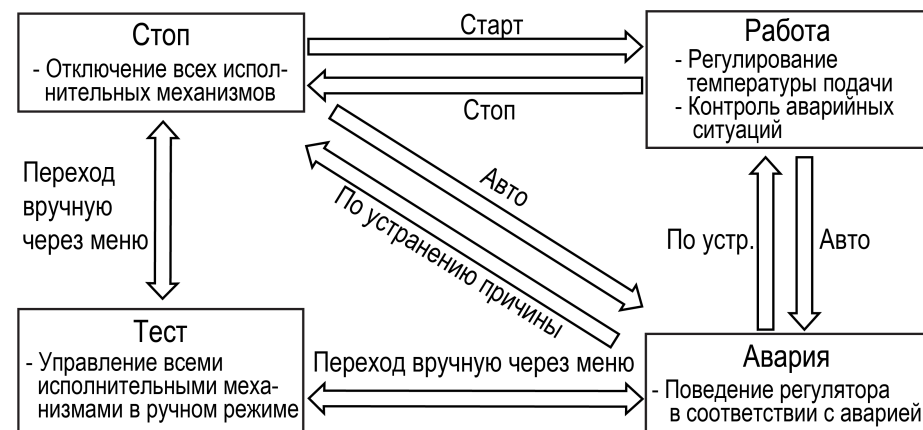 Стоп
- Отключение всех испол-
нительных механизмов
Старт
Стоп
Работа
- Регулирование
температуры подачи
- Контроль аварийных
ситуаций
Переход
вручную
через меню
Авто
По устранению причины
По устр.
Авто
Тест
- Управление всеми
исполнительными меха-
низмами в ручном режиме
Переход вручную через меню
Авария
- Поведение регулятора
в соответствии с аварией